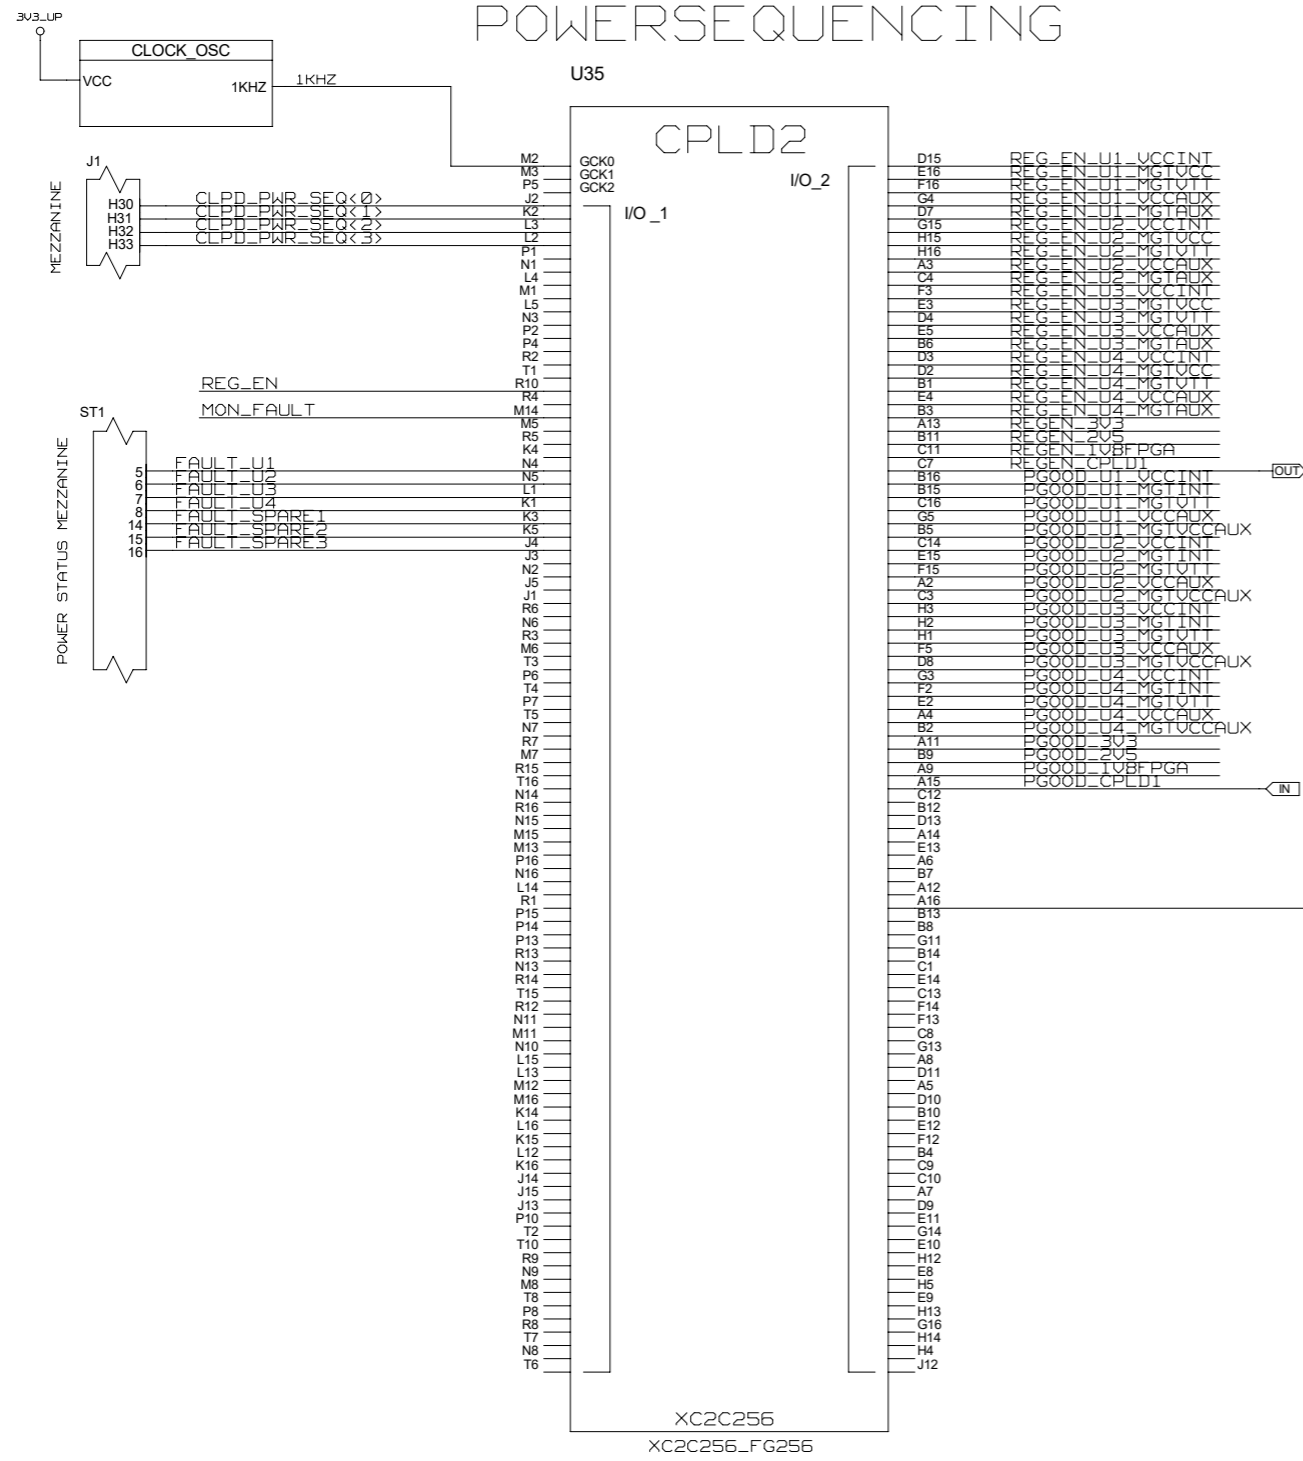 3V3_UP
POWERSEQUENCING
CLOCK_OSC
VCC
1KHZ
1KHZ
U35
CPLD2
J1
MEZZANINE
H30 CLPD_PWR_SEQ<0>
H31 CLPD_PWR_SEQ<1>
H32 CLPD_PWR_SEQ<2>
H33 CLPD_PWR_SEQ<3>
REG_EN
MON_FAULT
ST1
POWER STATUS MEZZANINE
5 FAULT_U1
6 FAULT_U2
7 FAULT_U3
8 FAULT_U4
14 FAULT_SPARE1
15 FAULT_SPARE2
16 FAULT_SPARE3
M2 GCK0
M3 GCK1
P5 GCK2
I/O _1
J2
K2
L3
L2
P1
N1
L4
M1
L5
N3
P2
P4
R2
T1
R10
R4
M14
M5
R5
K4
N4
N5
L1
K1
K3
K5
J4
J3
N2
J5
J1
R6
N6
R3
M6
T3
P6
T4
P7
T5
N7
R7
M7
R15
T16
N14
R16
N15
M15
M13
P16
N16
L14
R1
P15
P14
P13
R13
N13
R14
T15
R12
N11
M11
N10
L15
L13
M12
M16
K14
L16
K15
L12
K16
J14
J15
J13
P10
T2
T10
R9
N9
M8
T8
P8
R8
T7
N8
T6
I/O_2
D15 REG_EN_U1_VCCINT
E16 REG_EN_U1_MGTVCC
F16 REG_EN_U1_MGTVTT
G4 REG_EN_U1_VCCAUX
D7 REG_EN_U1_MGTAUX
G15 REG_EN_U2_VCCINT
H15 REG_EN_U2_MGTVCC
H16 REG_EN_U2_MGTVTT
A3 REG_EN_U2_VCCAUX
C4 REG_EN_U2_MGTAUX
F3 REG_EN_U3_VCCINT
E3 REG_EN_U3_MGTVCC
D4 REG_EN_U3_MGTVTT
E5 REG_EN_U3_VCCAUX
B6 REG_EN_U3_MGTAUX
D3 REG_EN_U4_VCCINT
D2 REG_EN_U4_MGTVCC
B1 REG_EN_U4_MGTVTT
E4 REG_EN_U4_VCCAUX
B3 REG_EN_U4_MGTAUX
A13 REGEN_3V3
B11 REGEN_2V5
C11 REGEN_1V8FPGA
C7 REGEN_CPLD1
OUT
B16 PGOOD_U1_VCCINT
B15 PGOOD_U1_MGTINT
C16 PGOOD_U1_MGTVTT
G5 PGOOD_U1_VCCAUX
B5 PGOOD_U1_MGTVCCAUX
C14 PGOOD_U2_VCCINT
E15 PGOOD_U2_MGTINT
F15 PGOOD_U2_MGTVTT
A2 PGOOD_U2_VCCAUX
C3 PGOOD_U2_MGTVCCAUX
H3 PGOOD_U3_VCCINT
H2 PGOOD_U3_MGTINT
H1 PGOOD_U3_MGTVTT
F5 PGOOD_U3_VCCAUX
D8 PGOOD_U3_MGTVCCAUX
G3 PGOOD_U4_VCCINT
F2 PGOOD_U4_MGTINT
E2 PGOOD_U4_MGTVTT
A4 PGOOD_U4_VCCAUX
B2 PGOOD_U4_MGTVCCAUX
A11 PGOOD_3V3
B9 PGOOD_2V5
A9 PGOOD_1V8FPGA
A15 PGOOD_CPLD1
IN
C12
B12
D13
A14
E13
A6
B7
A12
A16
B13
B8
G11
B14
C1
E14
C13
F14
F13
C8
G13
A8
D11
A5
D10
B10
E12
F12
B4
C9
C10
A7
D9
E11
G14
E10
H12
E8
H5
E9
H13
G16
H14
H4
J12
XC2C256
XC2C256_FG256